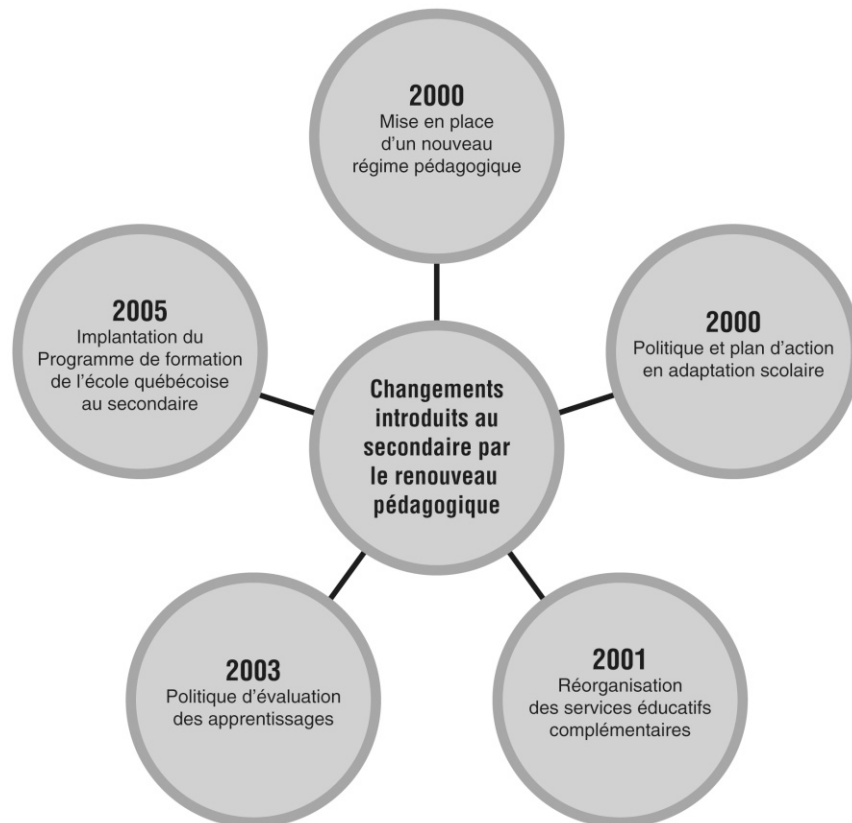 2000
Mise en place
d’un nouveau
régime pédagogique
2000
Politique et plan d’action
en adaptation scolaire
2001
Réorganisation
des services éducatifs
complémentaires
2003
Politique d’évaluation
des apprentissages
2005
Implantation du
Programme de formation
de l’école québécoise
au secondaire
Changements
introduits au
secondaire par
le renouveau
pédagogique